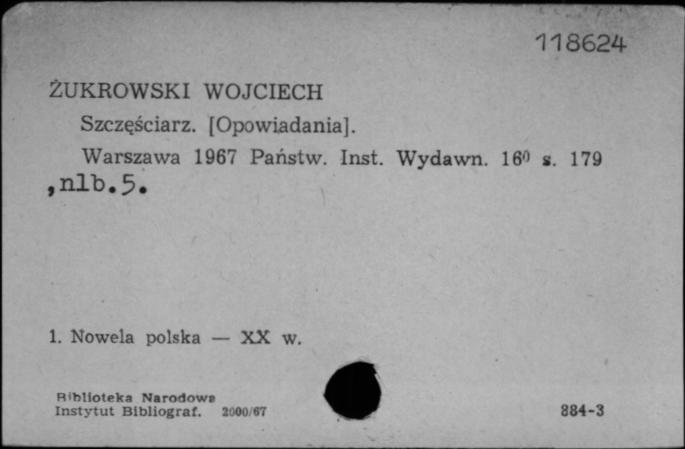 118624
ŻUKROWSKI WOJCIECH
Szczęściarz. [Opowiadania].
Warszawa 1967 Państw. Inst. Wydawn. 16⁰ s. 179
,nlb.5.
1. Nowela polska — XX w.
Biblioteka Narodowa
Instytut Bibliograf. 2000/67
884-3